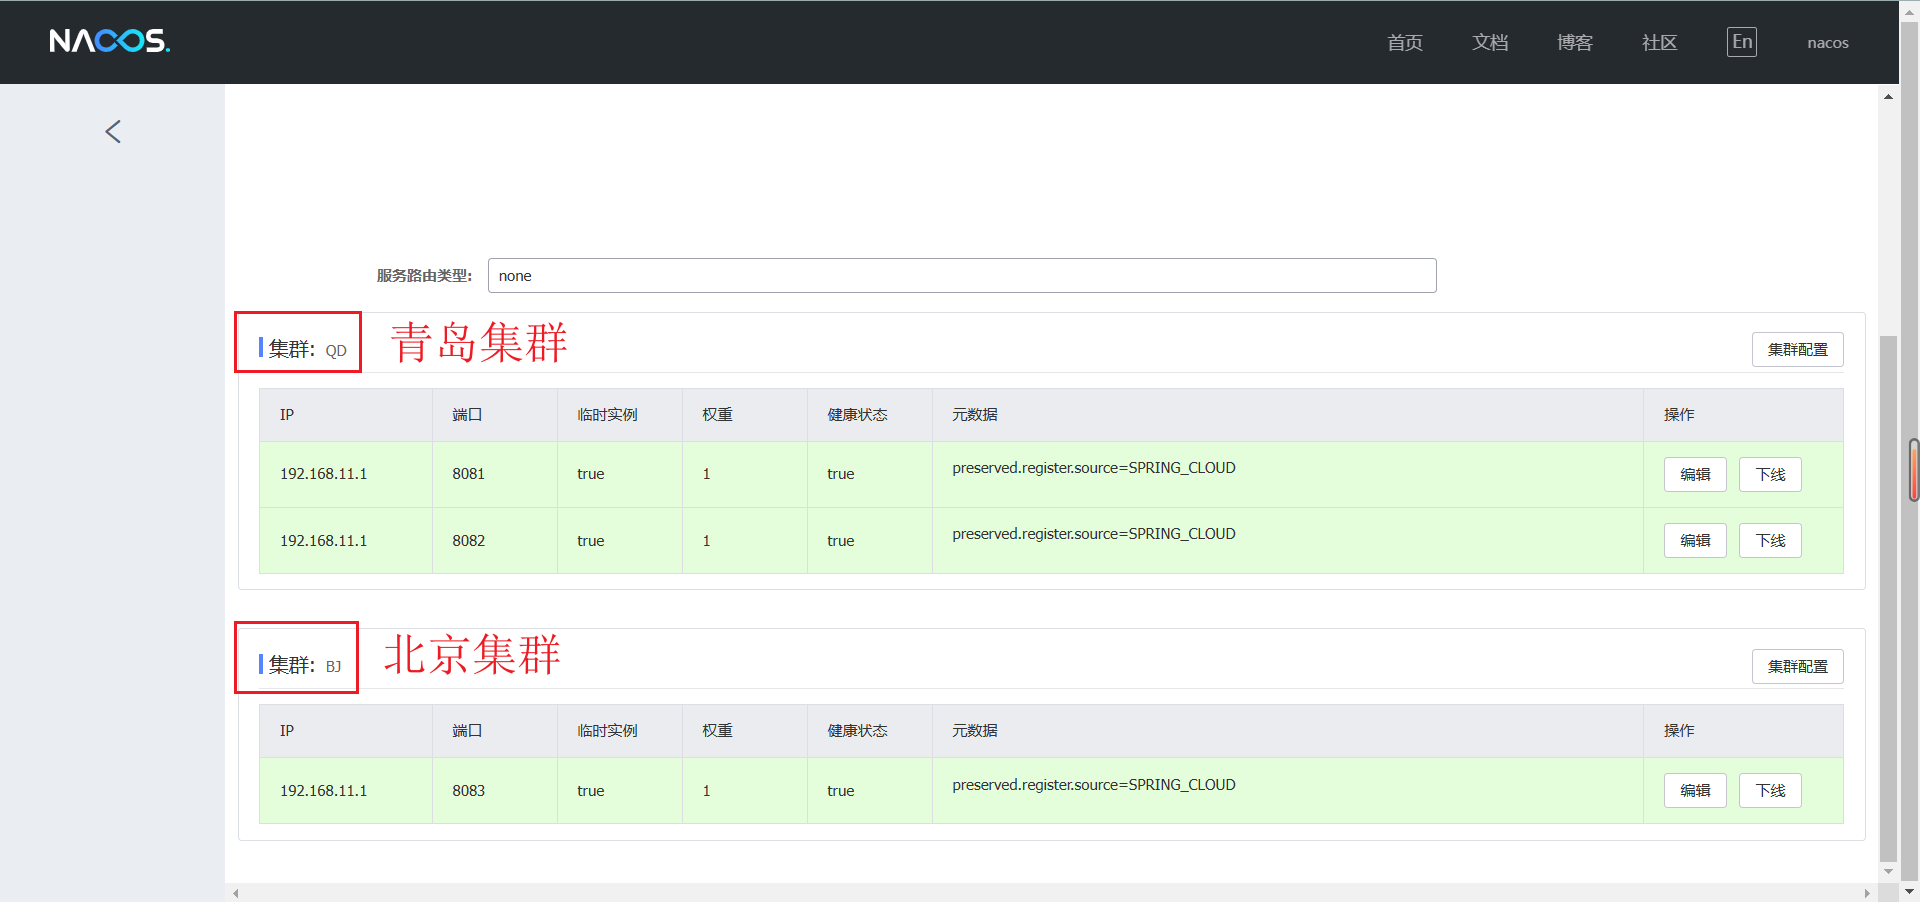 NACOS.
首页 文档 博客 社区 En nacos
服务路由类型: none
集群: QD 青岛集群 集群配置
IP 端口 临时实例 权重 健康状态 元数据 操作
192.168.11.1 8081 true 1 true preserved.register.source=SPRING_CLOUD 编辑 下线
192.168.11.1 8082 true 1 true preserved.register.source=SPRING_CLOUD 编辑 下线
集群: BJ 北京集群 集群配置
IP 端口 临时实例 权重 健康状态 元数据 操作
192.168.11.1 8083 true 1 true preserved.register.source=SPRING_CLOUD 编辑 下线